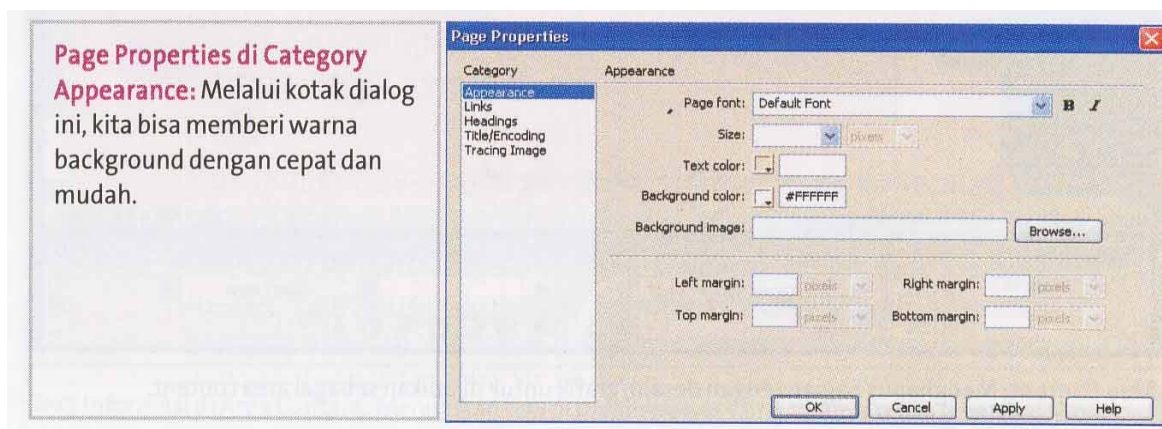 Page Properties di Category
Appearance: Melalui kotak dialog
ini, kita bisa memberi warna
background dengan cepat dan
mudah.
Page Properties
Category
Appearance
Links
Headings
Title/Encoding
Tracing Image
Appearance
Page font: Default Font B I
Size: pixels
Text color:
Background color: #FFFFFF
Background image: Browse...
Left margin: pixels Right margin: pixels
Top margin: pixels Bottom margin: pixels
OK Cancel Apply Help